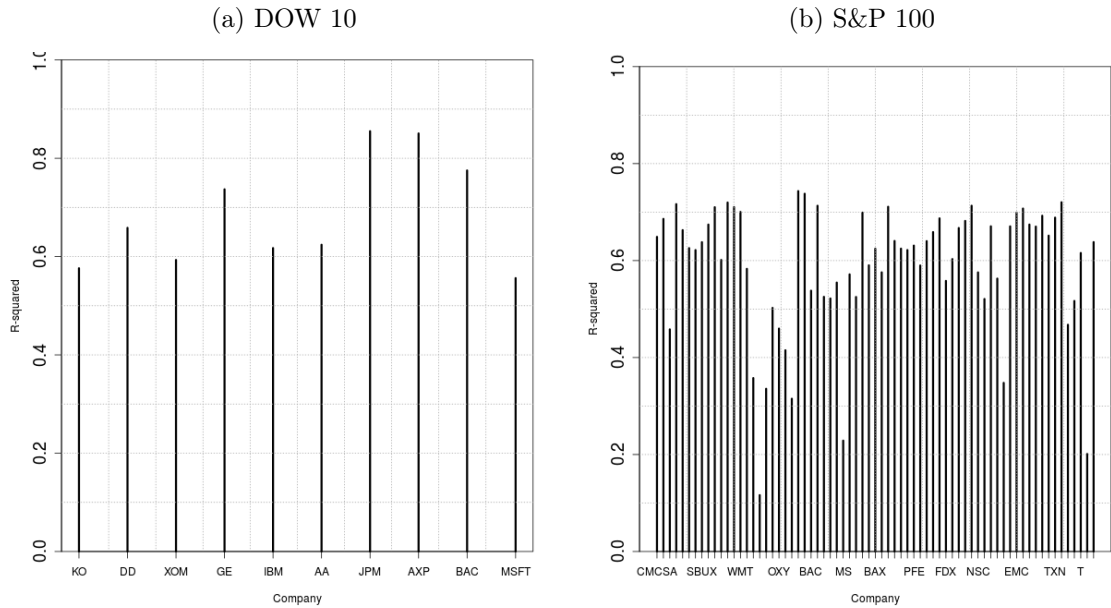 (a) DOW 10
R-squared
1.0
0.8
0.6
0.4
0.2
0.0
KO DD XOM GE IBM AA JPM AXP BAC MSFT
Company
(b) S&P 100
R-squared
1.0
0.8
0.6
0.4
0.2
0.0
CMCSA SBUX WMT OXY BAC MS BAX PFE FDX NSC EMC TXN T
Company